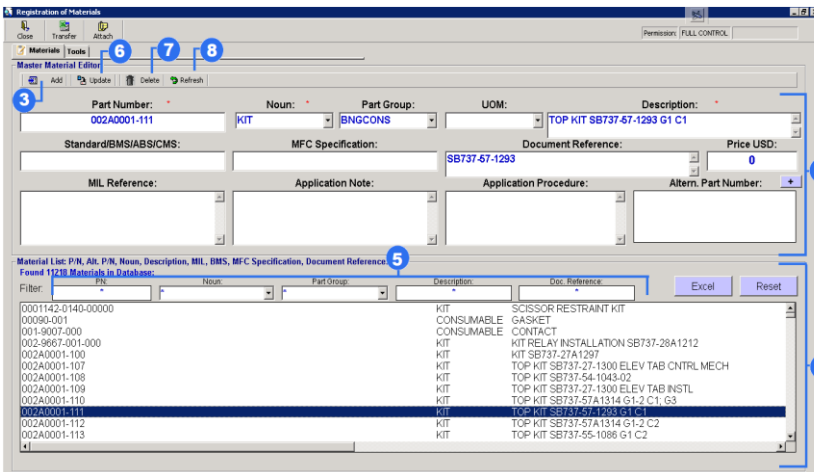 Registration of Materials
Close Transfer Attach
Permission: FULL CONTROL
Materials Tools
6 7 8
Master Material Editor
Add Update Delete Refresh
3
Part Number: * Noun: * Part Group: UOM: Description: *
002A0001-111 KIT BNGCONS TOP KIT SB737-57-1293 G1 C1
Standard/BMS/ABS/CMS: MFC Specification: Document Reference: Price USD:
SB737-57-1293 0
MIL Reference: Application Note: Application Procedure: Altern. Part Number: +
Material List: P/N, Alt. P/N, Noun, Description, MIL, BMS, MFC Specification, Document Reference:
5
Found 11218 Materials in Database:
Filter: PN: Noun: Part Group: Description: Doc. Reference: Excel Reset
* * * * *
0001142-0140-00000 KIT SCISSOR RESTRAINT KIT
00090-001 CONSUMABLE GASKET
001-9007-000 CONSUMABLE CONTACT
002-9667-001-000 KIT KIT RELAY INSTALLATION SB737-28A1212
002A0001-100 KIT KIT SB737-27A1297
002A0001-107 KIT TOP KIT SB737-27-1300 ELEV TAB CNTRL MECH
002A0001-108 KIT TOP KIT SB737-54-1043-02
002A0001-109 KIT TOP KIT SB737-27-1300 ELEV TAB INSTL
002A0001-110 KIT TOP KIT SB737-57A1314 G1-2 C1; G3
002A0001-111 KIT TOP KIT SB737-57-1293 G1 C1
002A0001-112 KIT TOP KIT SB737-57A1314 G1-2 C2
002A0001-113 KIT TOP KIT SB737-55-1086 G1 C2